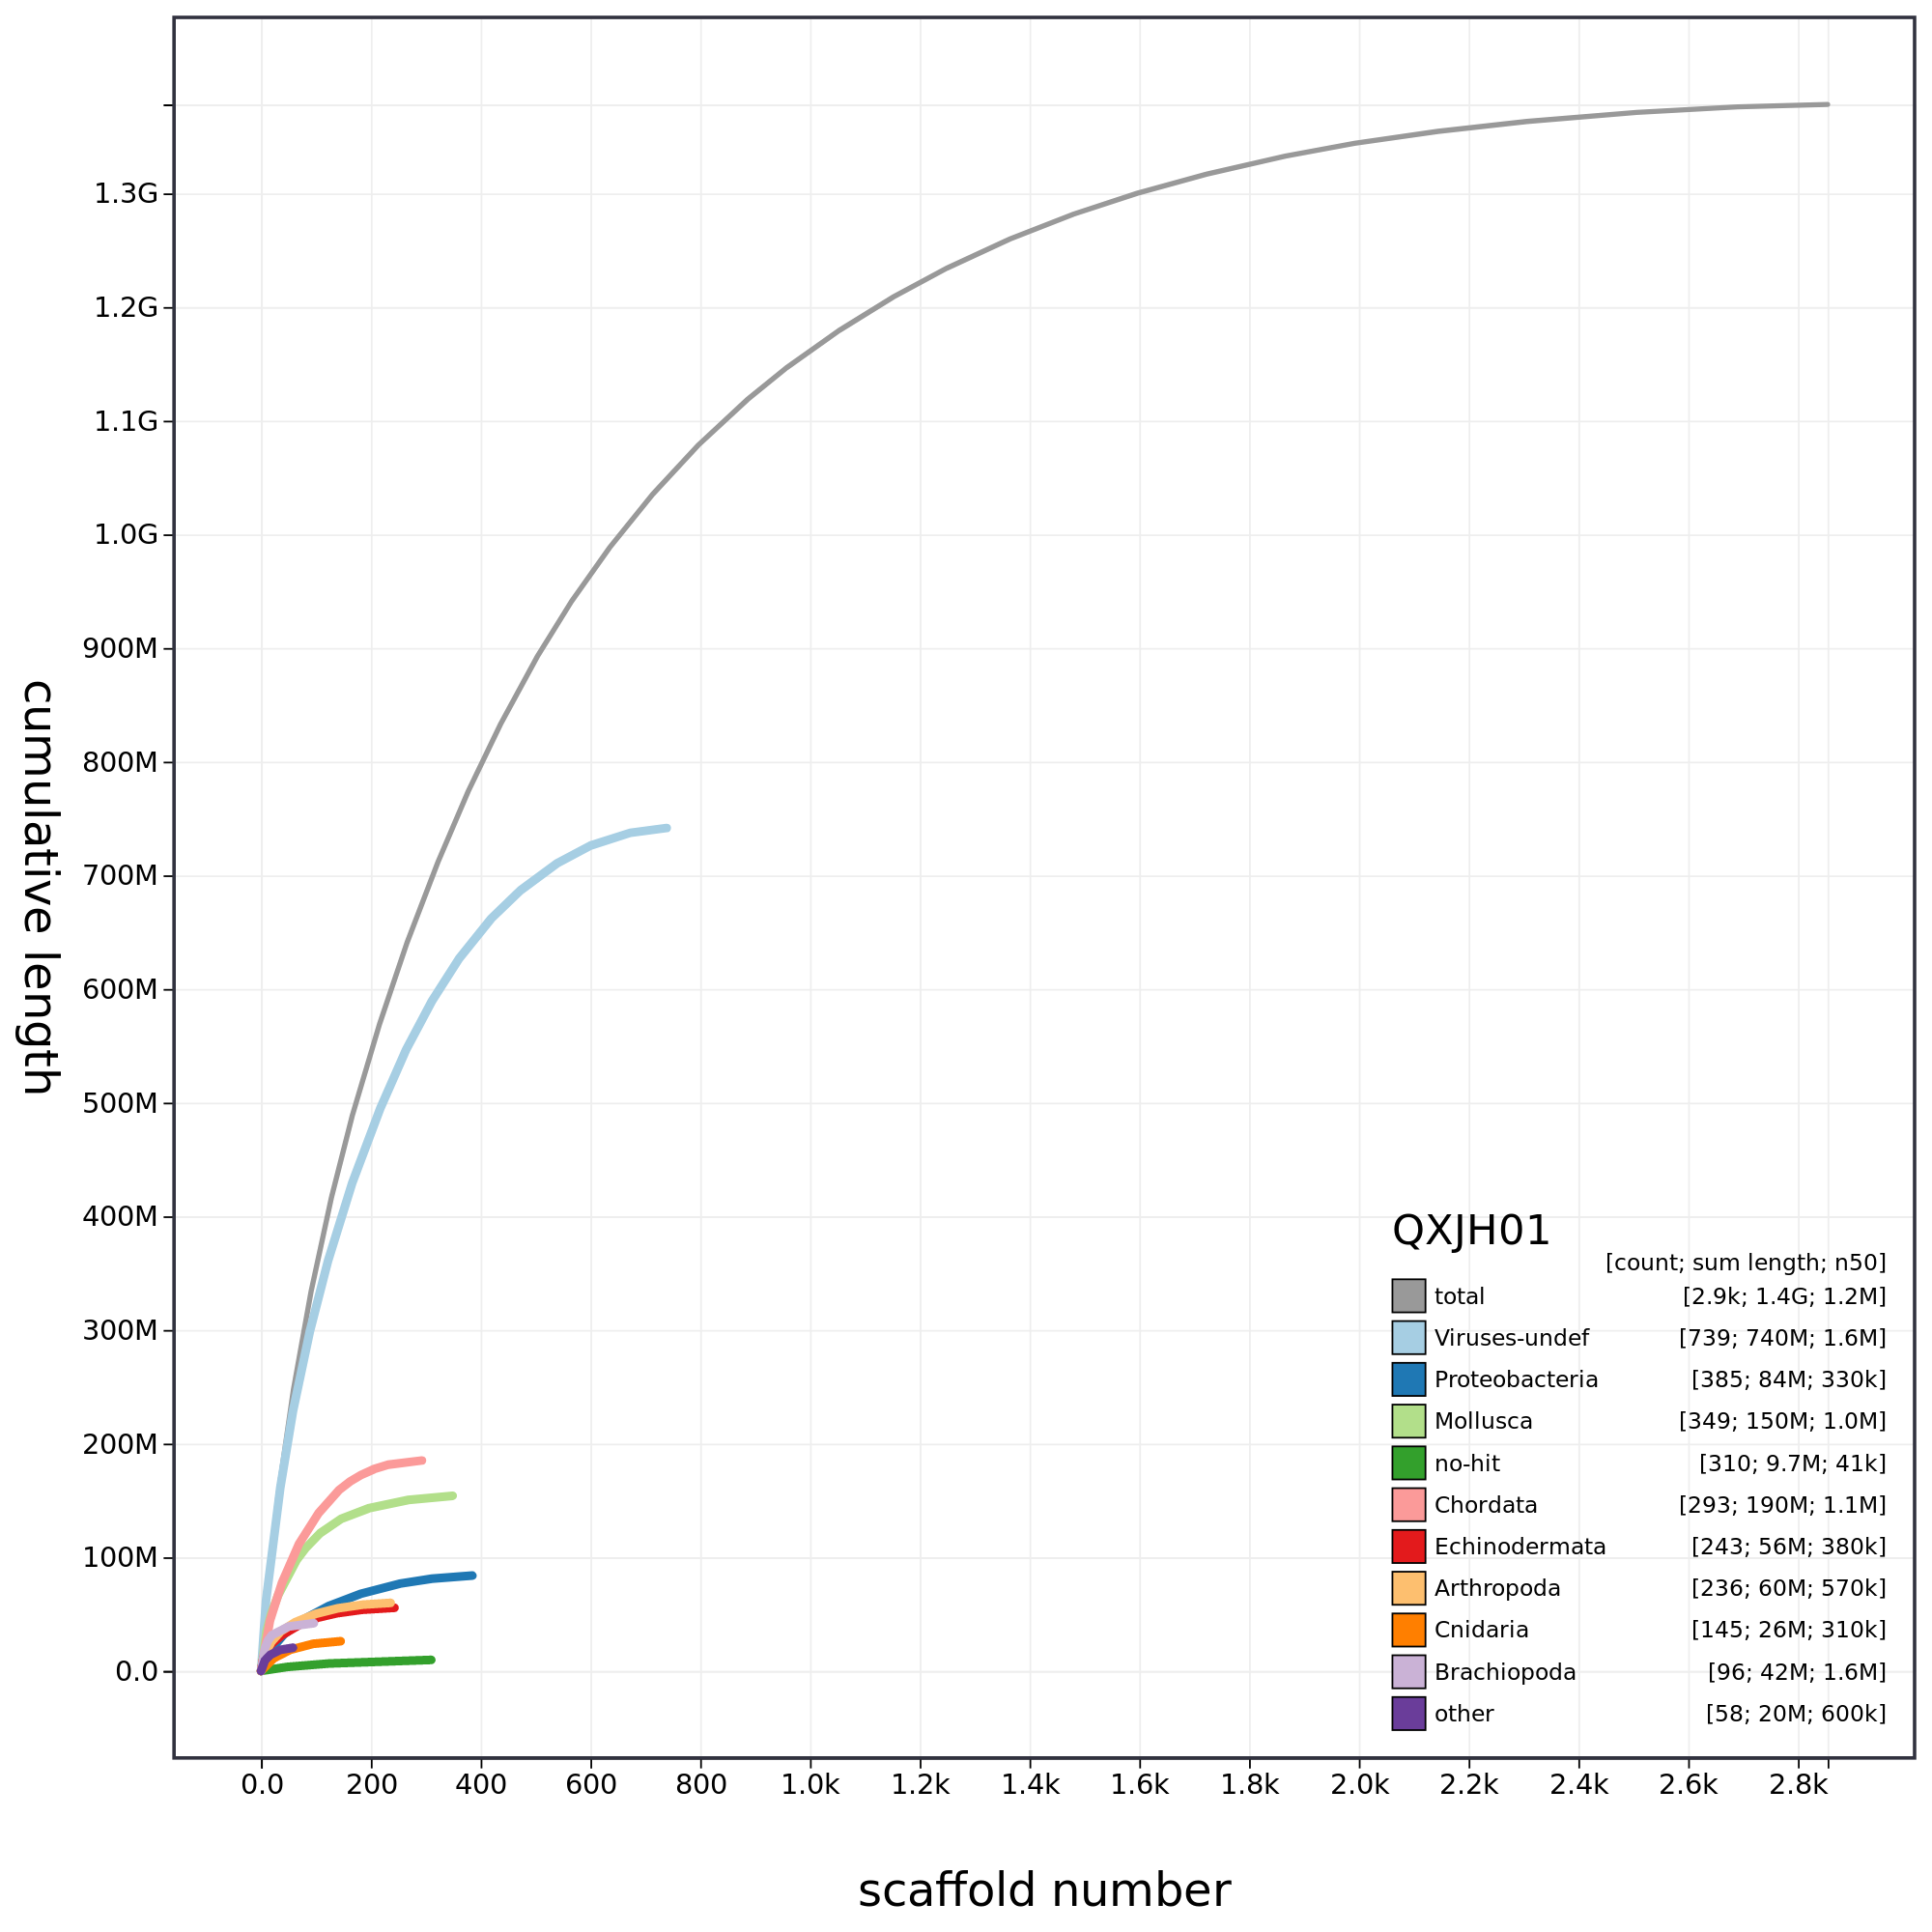 cumulative length
1.3G
1.2G
1.1G
1.0G
900M
800M
700M
600M
500M
400M
300M
200M
100M
0.0
QXJH01
[count; sum length; n50]
total [2.9k; 1.4G; 1.2M]
Viruses-undef [739; 740M; 1.6M]
Proteobacteria [385; 84M; 330k]
Mollusca [349; 150M; 1.0M]
no-hit [310; 9.7M; 41k]
Chordata [293; 190M; 1.1M]
Echinodermata [243; 56M; 380k]
Arthropoda [236; 60M; 570k]
Cnidaria [145; 26M; 310k]
Brachiopoda [96; 42M; 1.6M]
other [58; 20M; 600k]
0.0 200 400 600 800 1.0k 1.2k 1.4k 1.6k 1.8k 2.0k 2.2k 2.4k 2.6k 2.8k
scaffold number